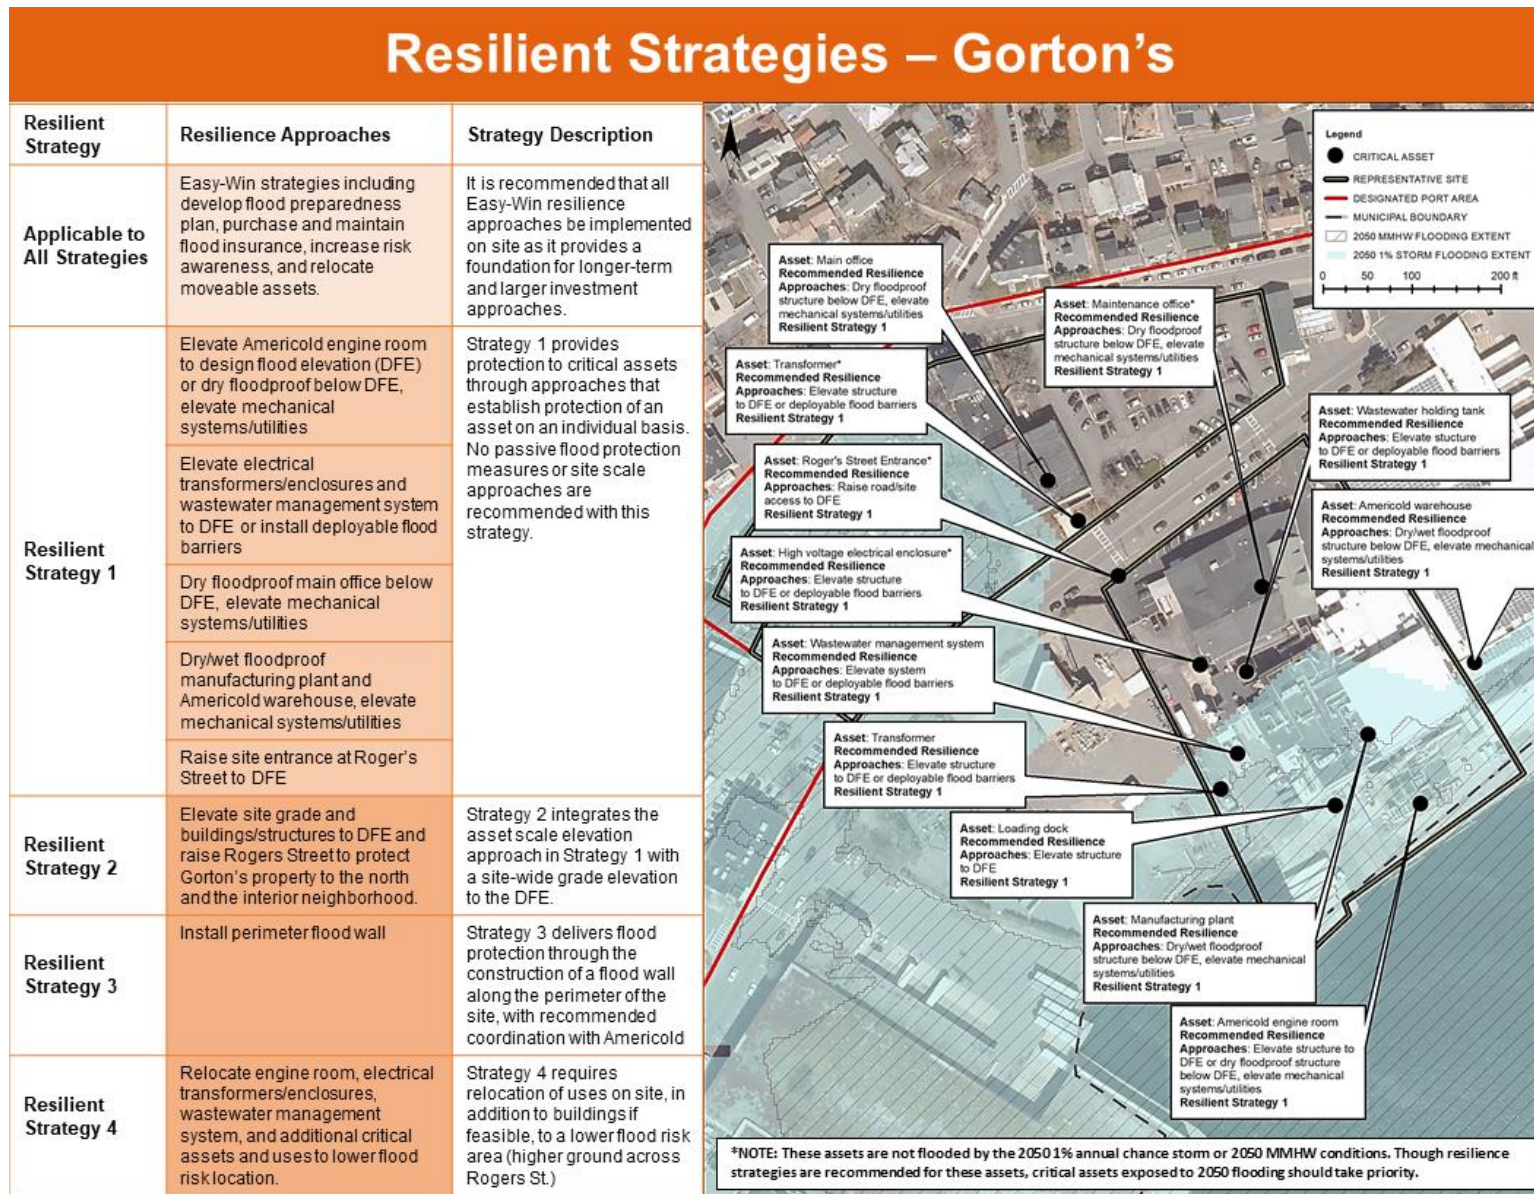 Resilient Strategies – Gorton's
Resilient
Strategy
Resilience Approaches
Strategy Description
Applicable to
All Strategies
Easy-Win strategies including
develop flood preparedness
plan, purchase and maintain
flood insurance, increase risk
awareness, and relocate
moveable assets.
It is recommended that all
Easy-Win resilience
approaches be implemented
on site as it provides a
foundation for longer-term
and larger investment
approaches.
Resilient
Strategy 1
Elevate Americold engine room
to design flood elevation (DFE)
or dry floodproof below DFE,
elevate mechanical
systems/utilities
Elevate electrical
transformers/enclosures and
wastewater management system
to DFE or install deployable flood
barriers
Dry floodproof main office below
DFE, elevate mechanical
systems/utilities
Dry/wet floodproof
manufacturing plant and
Americold warehouse, elevate
mechanical systems/utilities
Raise site entrance at Roger's
Street to DFE
Strategy 1 provides
protection to critical assets
through approaches that
establish protection of an
asset on an individual basis.
No passive flood protection
measures or site scale
approaches are
recommended with this
strategy.
Resilient
Strategy 2
Elevate site grade and
buildings/structures to DFE and
raise Rogers Street to protect
Gorton's property to the north
and the interior neighborhood.
Strategy 2 integrates the
asset scale elevation
approach in Strategy 1 with
a site-wide grade elevation
to the DFE.
Resilient
Strategy 3
Install perimeter flood wall
Strategy 3 delivers flood
protection through the
construction of a flood wall
along the perimeter of the
site, with recommended
coordination with Americold
Resilient
Strategy 4
Relocate engine room, electrical
transformers/enclosures,
wastewater management
system, and additional critical
assets and uses to lower flood
risk location.
Strategy 4 requires
relocation of uses on site, in
addition to buildings if
feasible, to a lower flood risk
area (higher ground across
Rogers St.)
Legend
CRITICAL ASSET
REPRESENTATIVE SITE
DESIGNATED PORT AREA
MUNICIPAL BOUNDARY
2050 MMHW FLOODING EXTENT
2050 1% STORM FLOODING EXTENT
0 50 100 200 ft
Asset: Main office
Recommended Resilience
Approaches: Dry floodproof
structure below DFE, elevate
mechanical systems/utilities
Resilient Strategy 1
Asset: Maintenance office*
Recommended Resilience
Approaches: Dry floodproof
structure below DFE, elevate
mechanical systems/utilities
Resilient Strategy 1
Asset: Transformer*
Recommended Resilience
Approaches: Elevate structure
to DFE or deployable flood barriers
Resilient Strategy 1
Asset: Wastewater holding tank
Recommended Resilience
Approaches: Elevate stucture
to DFE or deployable flood barriers
Resilient Strategy 1
Asset: Roger's Street Entrance*
Recommended Resilience
Approaches: Raise road/site
access to DFE
Resilient Strategy 1
Asset: Americold warehouse
Recommended Resilience
Approaches: Dry/wet floodproof
structure below DFE, elevate mechanical
systems/utilities
Resilient Strategy 1
Asset: High voltage electrical enclosure*
Recommended Resilience
Approaches: Elevate structure
to DFE or deployable flood barriers
Resilient Strategy 1
Asset: Wastewater management system
Recommended Resilience
Approaches: Elevate system
to DFE or deployable flood barriers
Resilient Strategy 1
Asset: Transformer
Recommended Resilience
Approaches: Elevate structure
to DFE or deployable flood barriers
Resilient Strategy 1
Asset: Loading dock
Recommended Resilience
Approaches: Elevate structure
to DFE
Resilient Strategy 1
Asset: Manufacturing plant
Recommended Resilience
Approaches: Dry/wet floodproof
structure below DFE, elevate mechanical
systems/utilities
Resilient Strategy 1
Asset: Americold engine room
Recommended Resilience
Approaches: Elevate structure to
DFE or dry floodproof structure
below DFE, elevate mechanical
systems/utilities
Resilient Strategy 1
*NOTE: These assets are not flooded by the 2050 1% annual chance storm or 2050 MMHW conditions. Though resilience
strategies are recommended for these assets, critical assets exposed to 2050 flooding should take priority.